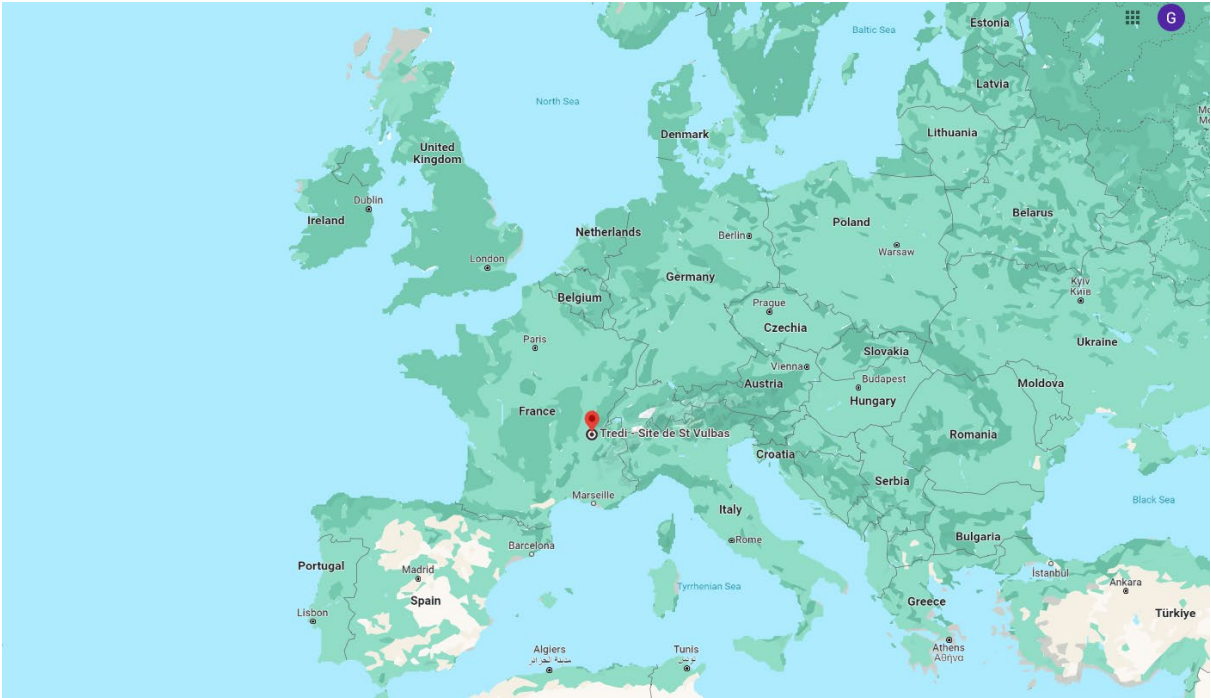 Estonia
G
Baltic Sea
Latvia
North Sea
Denmark
Lithuania
United
Kingdom
Dublin
Ireland
Belarus
Netherlands
Berlin
Poland
Warsaw
London
Germany
Belgium
Kyiv
Київ
Prague
Czechia
Paris
Ukraine
Slovakia
Vienna
Budapest
Austria
Moldova
Hungary
France
Tredi - Site de St Vulbas
Romania
Croatia
Serbia
Marseille
Black Sea
Italy
Rome
Bulgaria
Barcelona
Portugal
Madrid
İstanbul
Ankara
Tyrrhenian Sea
Spain
Greece
Lisbon
Türkiye
Algiers
مدينة الجزائر
Tunis
تونس
Athens
Αθήνα